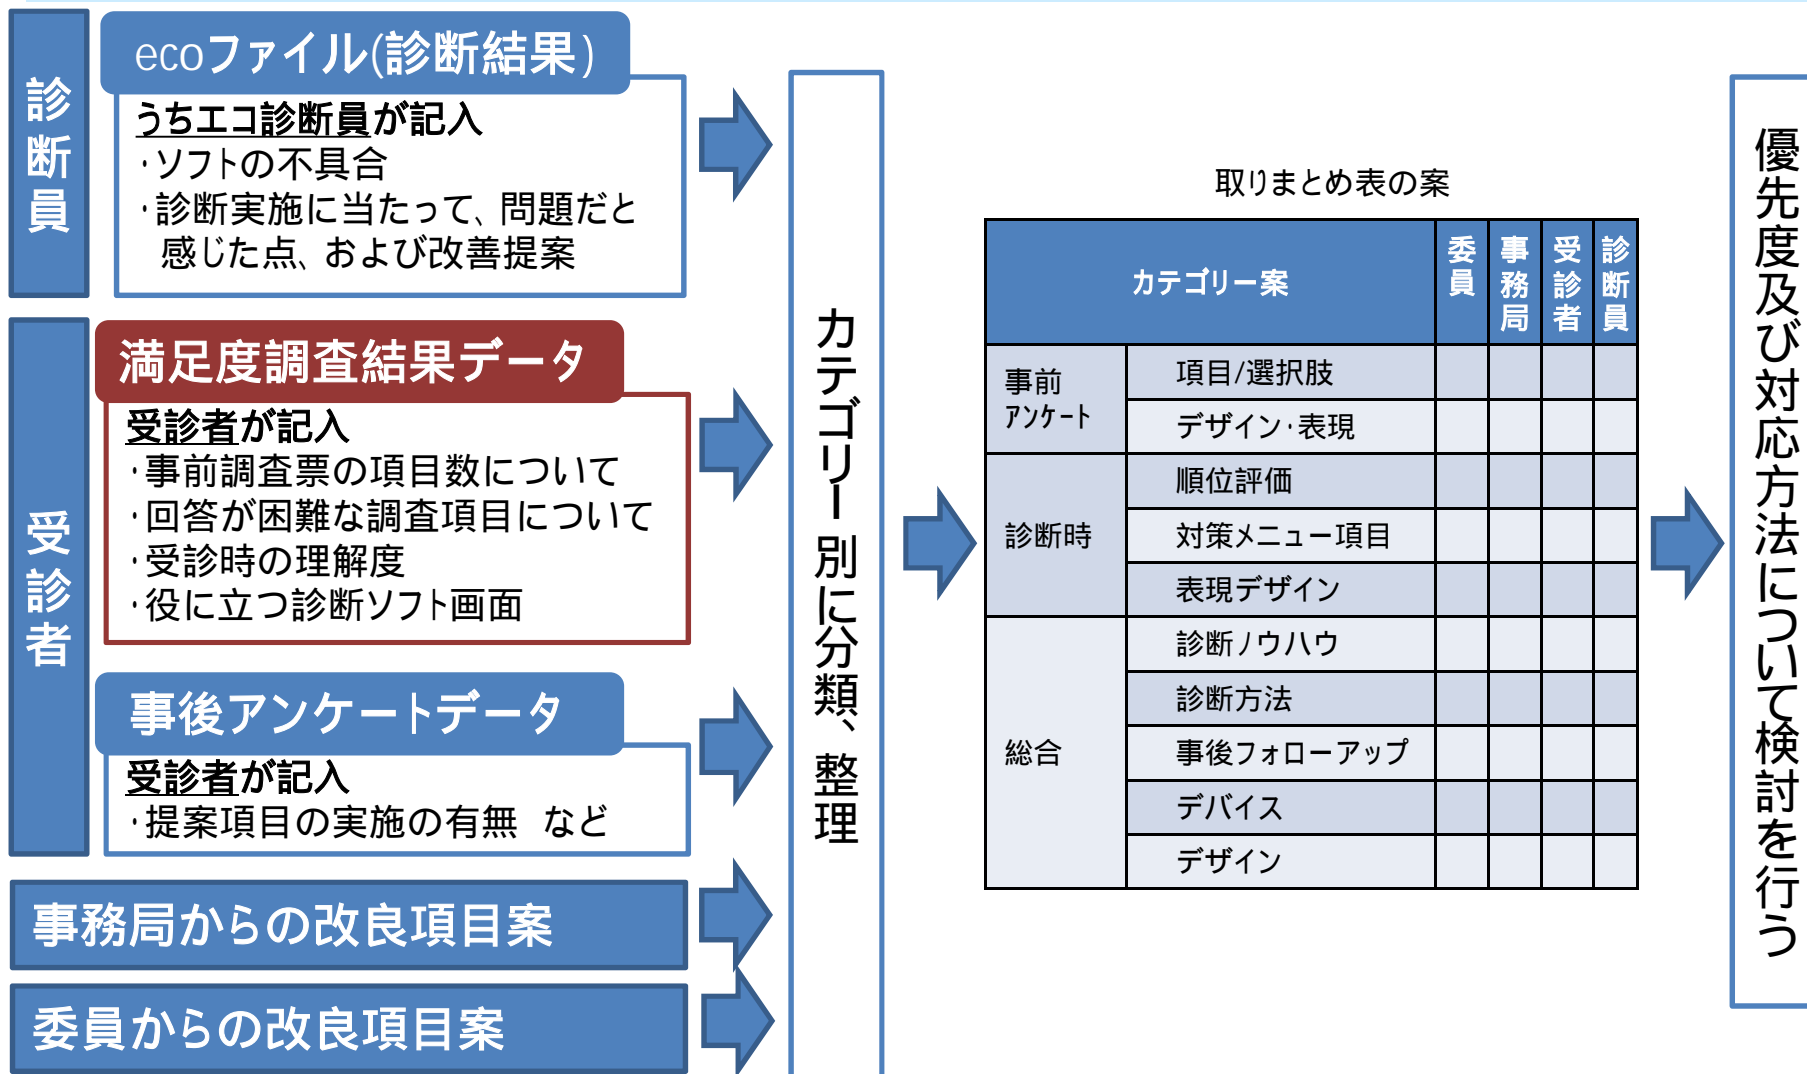 診断員
ecoファイル(診断結果)
うちエコ診断員が記入
・ソフトの不具合
・診断実施に当たって、問題だと
感じた点、および改善提案
受診者
満足度調査結果データ
受診者が記入
・事前調査票の項目数について
・回答が困難な調査項目について
・受診時の理解度
・役に立つ診断ソフト画面
事後アンケートデータ
受診者が記入
・提案項目の実施の有無　など
事務局からの改良項目案
委員からの改良項目案
カテゴリー別に分類、整理
取りまとめ表の案
カテゴリー案
委員
事務局
受診者
診断員
事前
アンケート
項目/選択肢
デザイン・表現
診断時
順位評価
対策メニュー項目
表現デザイン
総合
診断ノウハウ
診断方法
事後フォローアップ
デバイス
デザイン
優先度及び対応方法について検討を行う